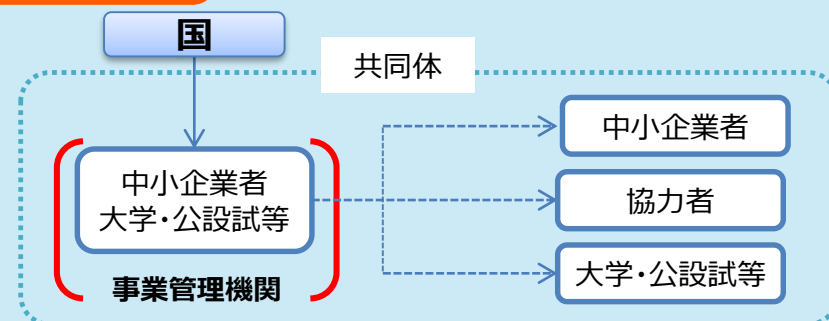 国
共同体
中小企業者
大学・公設試等
事業管理機関
中小企業者
協力者
大学・公設試等